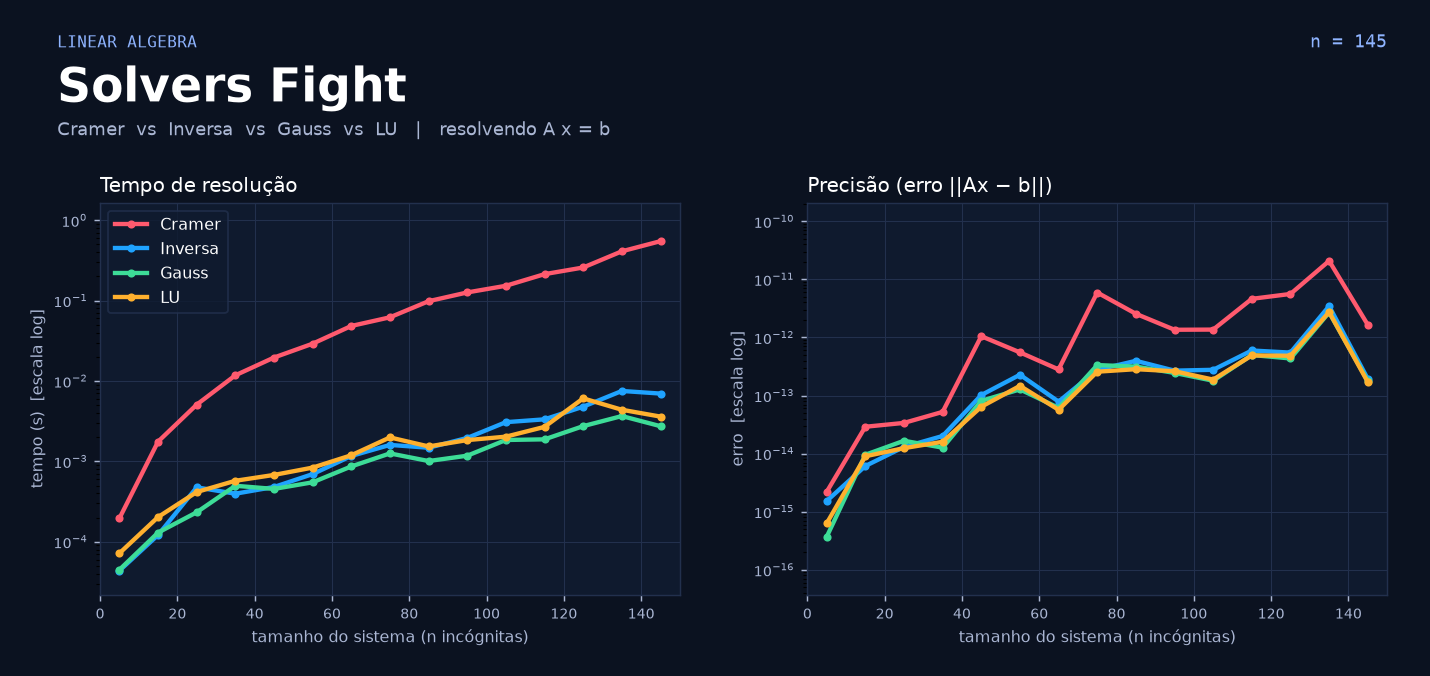 LINEAR ALGEBRA
n = 145
Solvers Fight
Cramer vs Inversa vs Gauss vs LU | resolvendo A x = b
Tempo de resolução
10⁰
10⁻¹
10⁻²
10⁻³
10⁻⁴
tempo (s) [escala log]
Cramer
Inversa
Gauss
LU
0 20 40 60 80 100 120 140
tamanho do sistema (n incógnitas)
Precisão (erro ||Ax − b||)
10⁻¹⁰
10⁻¹¹
10⁻¹²
10⁻¹³
10⁻¹⁴
10⁻¹⁵
10⁻¹⁶
erro [escala log]
0 20 40 60 80 100 120 140
tamanho do sistema (n incógnitas)